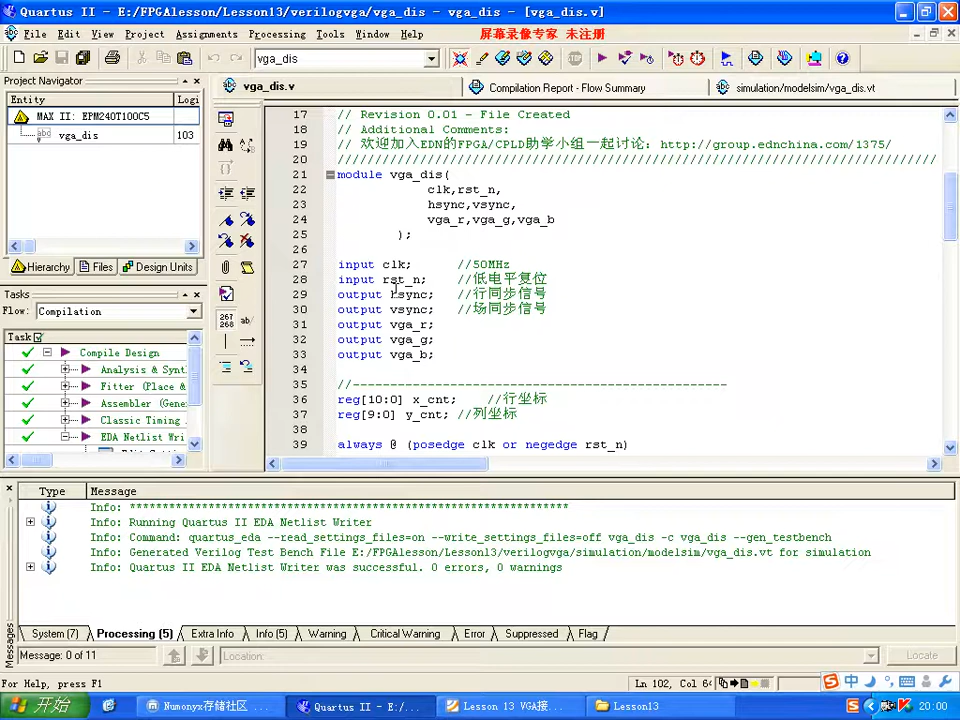 Quartus II - E:/FPGAlesson/Lesson13/verilogvga/vga_dis - vga_dis - [vga_dis.v]
File Edit View Project Assignments Processing Tools Window Help 屏幕录像专家 未注册
vga_dis
Project Navigator
vga_dis.v
Compilation Report - Flow Summary
simulation/modelsim/vga_dis.vt
Entity Logi
MAX II: EPM240T100C5
vga_dis 103
Hierarchy Files Design Units
Tasks
Flow: Compilation
Task
Compile Design
Analysis & Synt
Fitter (Place &
Assembler (Gene
Classic Timing
EDA Netlist Wri
267
268 ab/
17 // Revision 0.01 - File Created
18 // Additional Comments:
19 // 欢迎加入EDN的FPGA/CPLD助学小组一起讨论：http://group.ednchina.com/1375/
20 ////////////////////////////////////////////////////////////////////////////////
21 module vga_dis(
22 clk,rst_n,
23 hsync,vsync,
24 vga_r,vga_g,vga_b
25 );
26
27 input clk; //50MHz
28 input rst_n; //低电平复位
29 output hsync; //行同步信号
30 output vsync; //场同步信号
31 output vga_r;
32 output vga_g;
33 output vga_b;
34
35 //--------------------------------------------------
36 reg[10:0] x_cnt; //行坐标
37 reg[9:0] y_cnt; //列坐标
38
39 always @ (posedge clk or negedge rst_n)
Type Message
Info: ***********************************************************
Info: Running Quartus II EDA Netlist Writer
Info: Command: quartus_eda --read_settings_files=on --write_settings_files=off vga_dis -c vga_dis --gen_testbench
Info: Generated Verilog Test Bench File E:/FPGAlesson/Lesson13/verilogvga/simulation/modelsim/vga_dis.vt for simulation
Info: Quartus II EDA Netlist Writer was successful. 0 errors, 0 warnings
Messages
System (7) Processing (5) Extra Info Info (5) Warning Critical Warning Error Suppressed Flag
Message: 0 of 11 Location: Locate
For Help, press F1 Ln 102, Col 6 中
开始 Numonyx存储社区 ... Quartus II - E:/... Lesson 13 VGA接... Lesson13 20:00